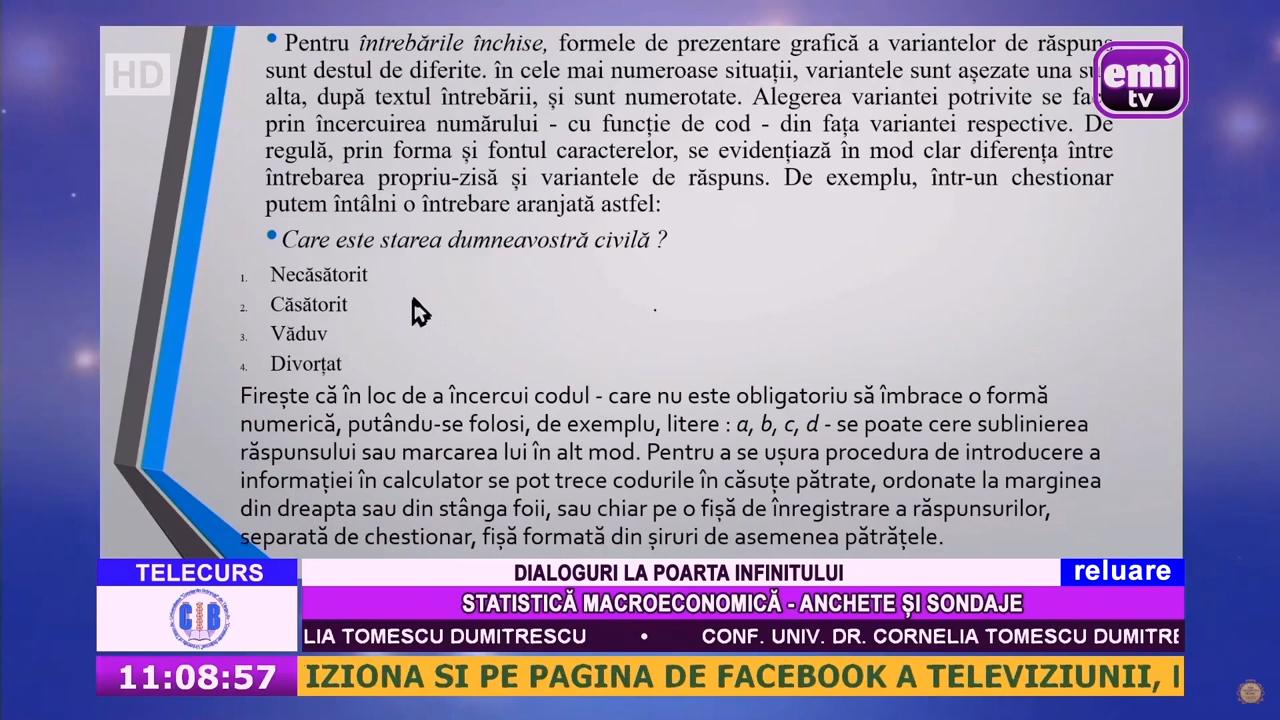 HD
emi
tv
• Pentru întrebările închise, formele de prezentare grafică a variantelor de răspuns
sunt destul de diferite. în cele mai numeroase situații, variantele sunt așezate una
alta, după textul întrebării, și sunt numerotate. Alegerea variantei potrivite se
prin încercuirea numărului - cu funcție de cod - din fața variantei respective. De
regulă, prin forma și fontul caracterelor, se evidențiază în mod clar diferența între
întrebarea propriu-zisă și variantele de răspuns. De exemplu, într-un chestionar
putem întâlni o întrebare aranjată astfel:
• Care este starea dumneavostră civilă ?
1. Necăsătorit
2. Căsătorit
3. Văduv
4. Divorțat
Firește că în loc de a încercui codul - care nu este obligatoriu să îmbrace o formă
numerică, putându-se folosi, de exemplu, litere : a, b, c, d - se poate cere sublinierea
răspunsului sau marcarea lui în alt mod. Pentru a se ușura procedura de introducere a
informației în calculator se pot trece codurile în căsuțe pătrate, ordonate la marginea
din dreapta sau din stânga foii, sau chiar pe o fișă de înregistrare a răspunsurilor,
separată de chestionar, fișă formată din șiruri de asemenea pătrățele.
TELECURS
DIALOGURI LA POARTA INFINITULUI
reluare
CB
STATISTICĂ MACROECONOMICĂ - ANCHETE ȘI SONDAJE
LIA TOMESCU DUMITRESCU • CONF. UNIV. DR. CORNELIA TOMESCU DUMITRE
11:08:57
IZIONA SI PE PAGINA DE FACEBOOK A TELEVIZIUNII,